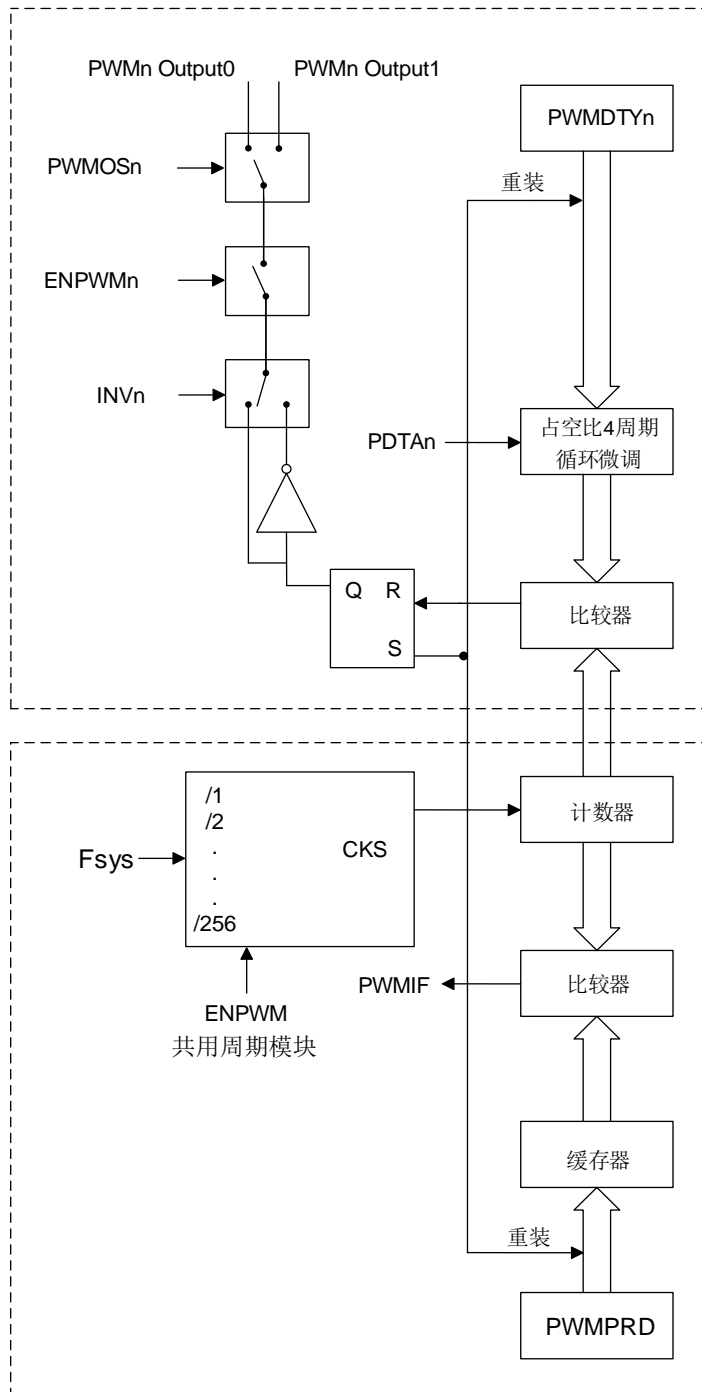 PWMn Output0
PWMn Output1
PWMDTYn
PWMOSn
重装
ENPWMn
INVn
PDTAn
占空比4周期
循环微调
Q
R
S
比较器
/1
/2
.
.
.
/256
CKS
Fsys
计数器
ENPWM
共用周期模块
PWMIF
比较器
缓存器
重装
PWMPRD